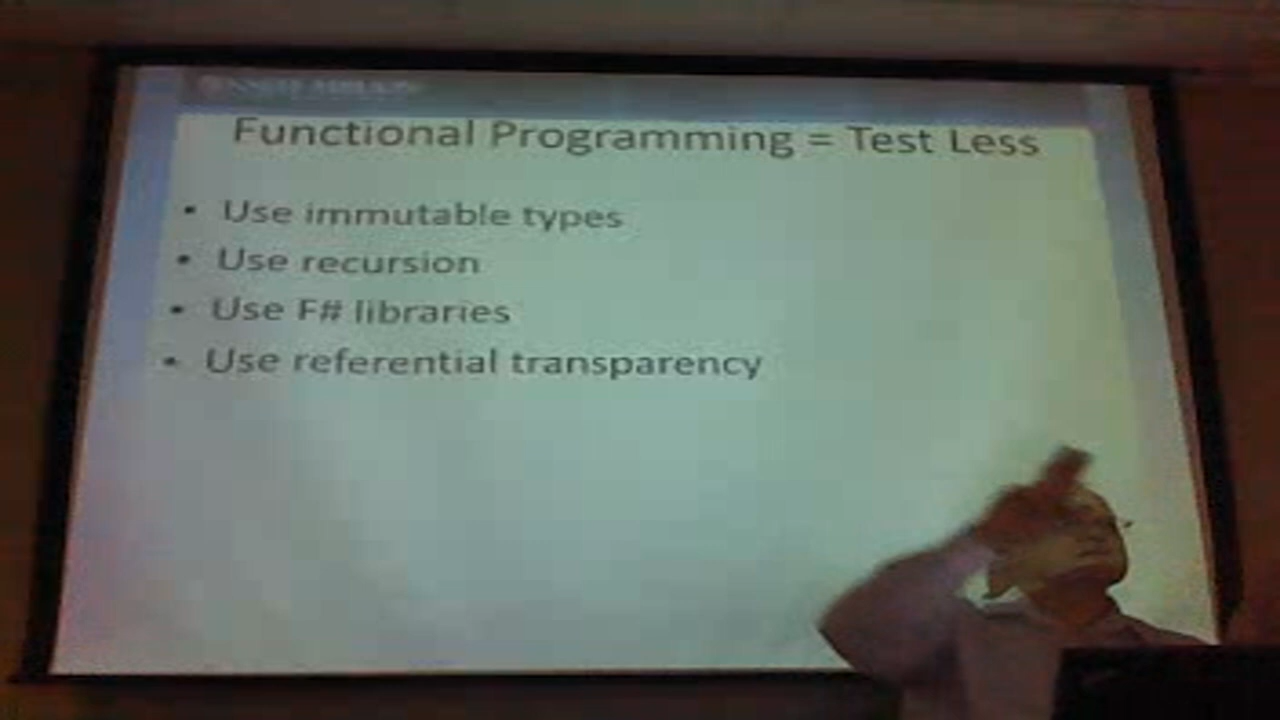 Functional Programming = Test Less
• Use immutable types
• Use recursion
• Use F# libraries
• Use referential transparency